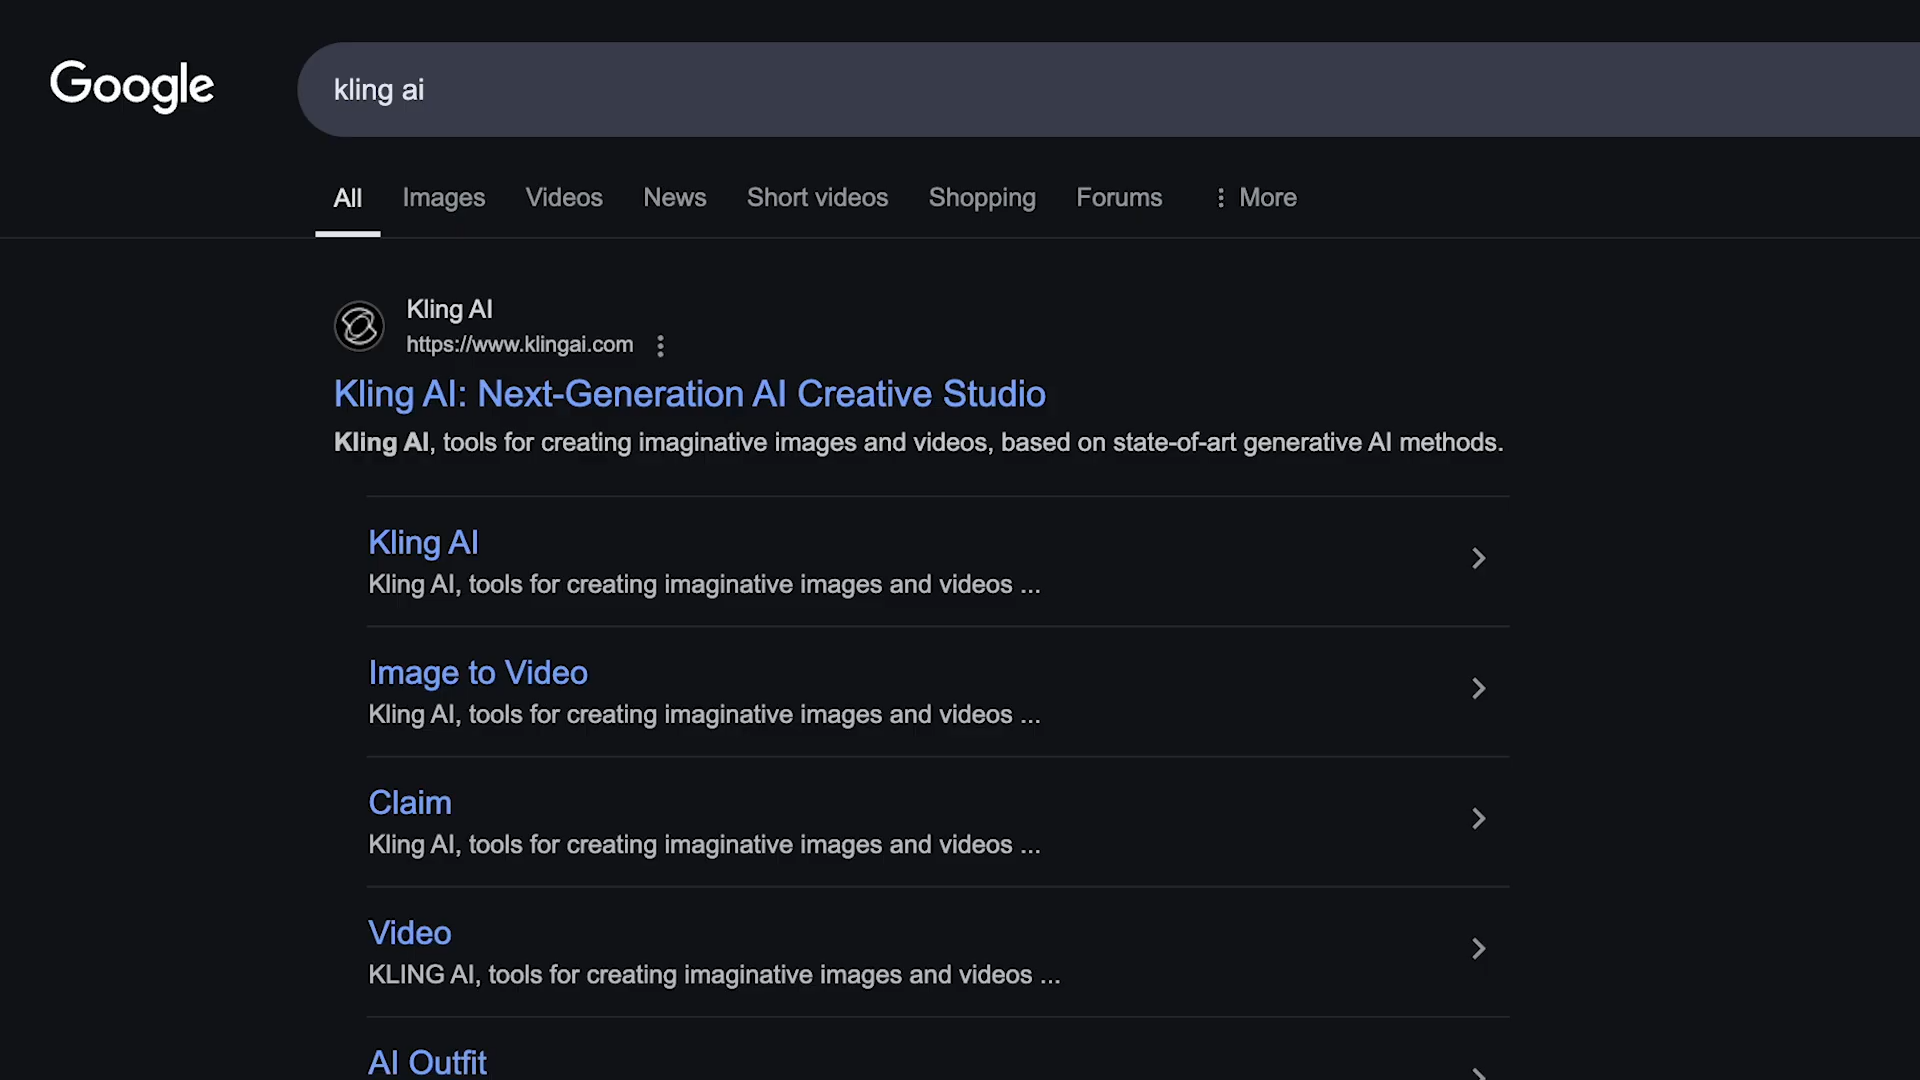 Google
kling ai
All Images Videos News Short videos Shopping Forums More
Kling AI
https://www.klingai.com
Kling AI: Next-Generation AI Creative Studio
Kling AI, tools for creating imaginative images and videos, based on state-of-art generative AI methods.
Kling AI
Kling AI, tools for creating imaginative images and videos ...
Image to Video
Kling AI, tools for creating imaginative images and videos ...
Claim
Kling AI, tools for creating imaginative images and videos ...
Video
KLING AI, tools for creating imaginative images and videos ...
AI Outfit